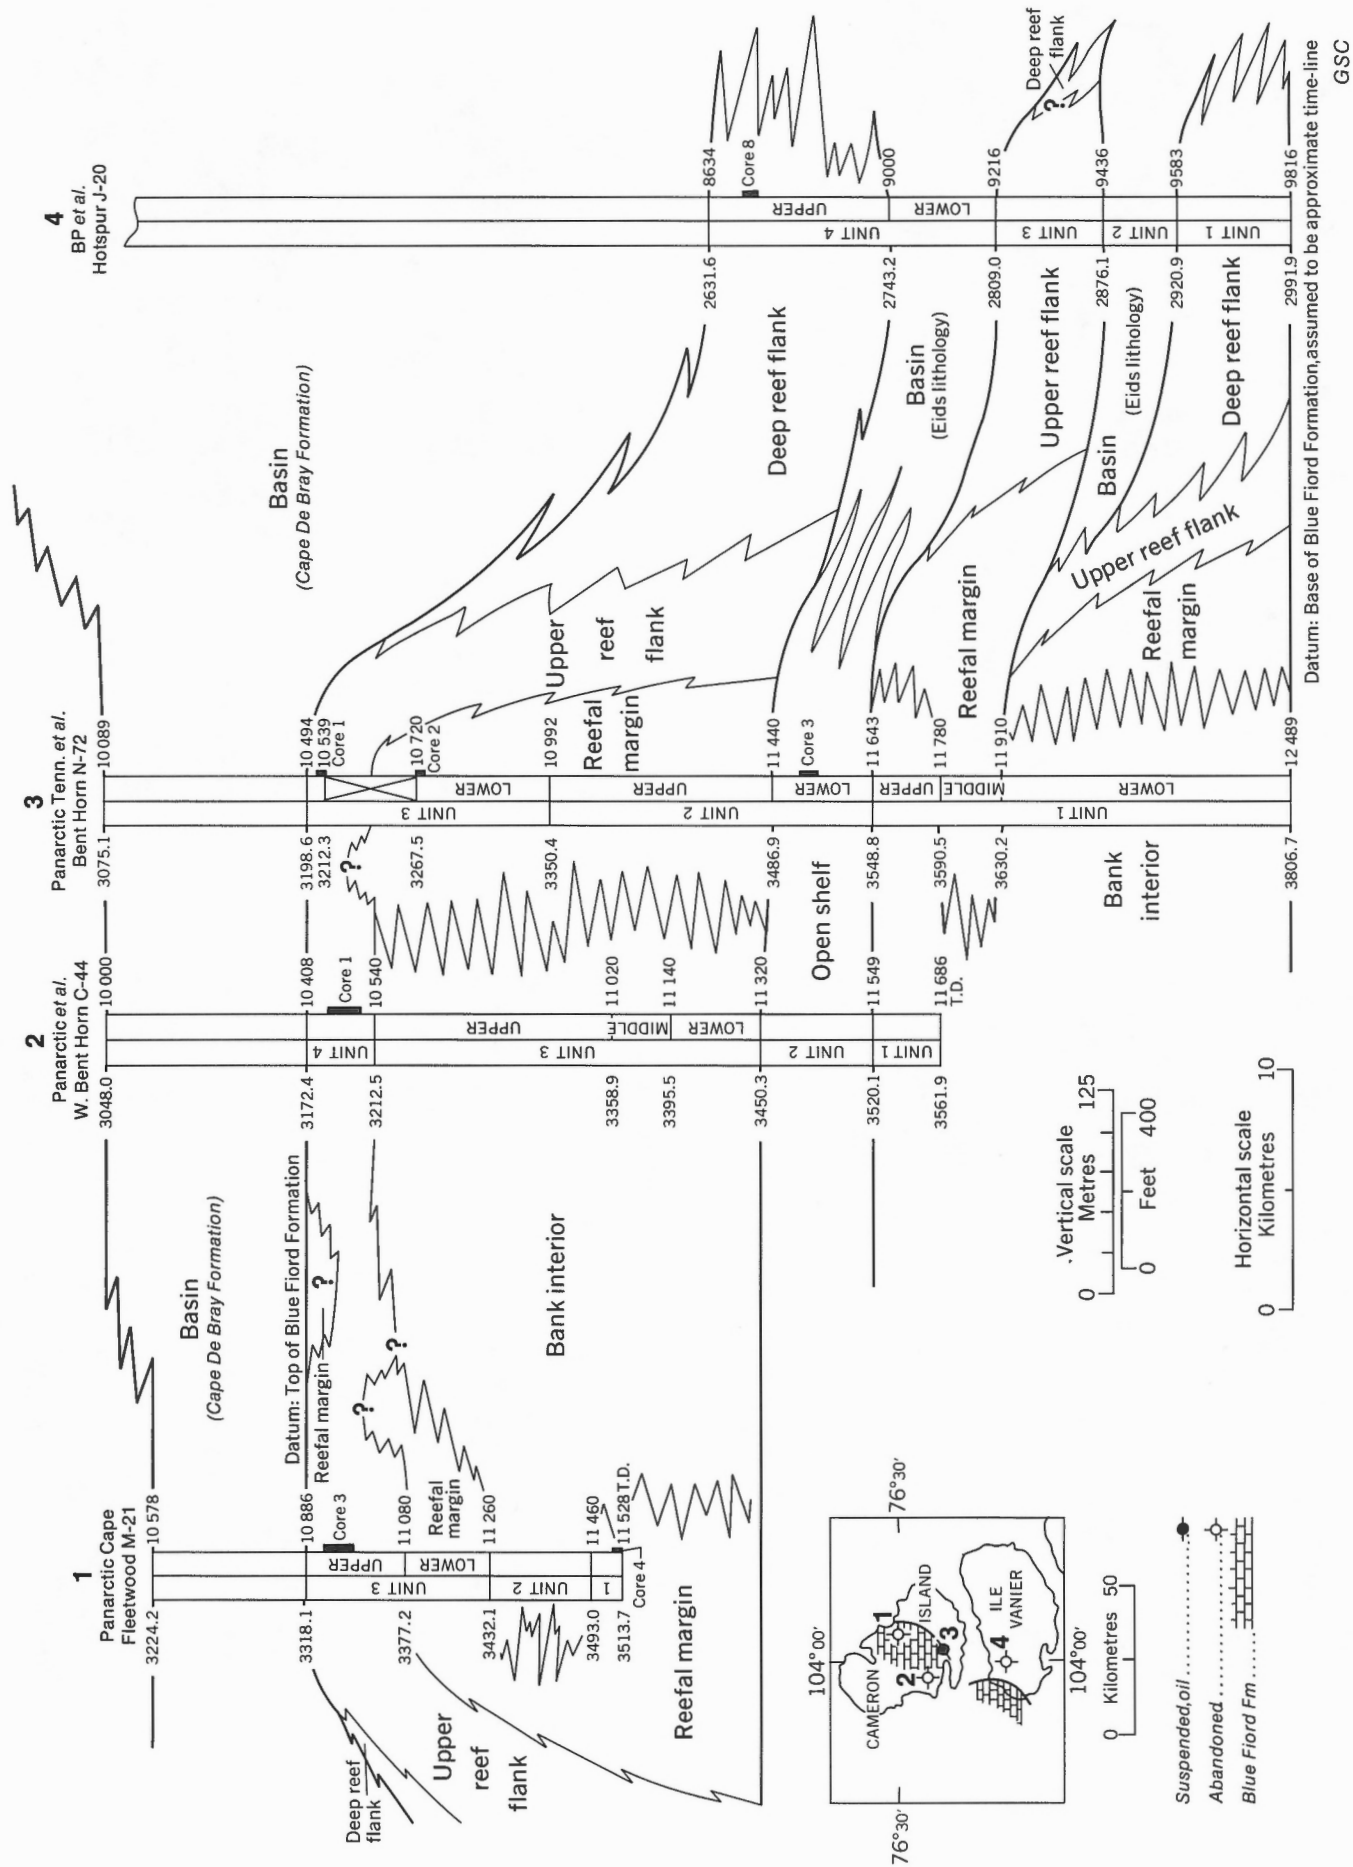 1
Panarctic Cape
Fleetwood M-21
3224.2
10 578
3318.1
10 886
Core 3
3377.2
11 080
3432.1
11 260
3493.0
11 460
3513.7
11 528 T.D.
Core 4
UPPER
LOWER
UNIT 3
UNIT 2
1
Deep reef
flank
Upper
reef
flank
Reefal margin
Reefal
margin
Basin
(Cape De Bray Formation)
Datum: Top of Blue Fiord Formation
Reefal margin
?
?
?
Bank interior
2
Panarctic et al.
W. Bent Horn C-44
3048.0
10 000
3172.4
10 408
Core 1
3212.5
10 540
3358.9
11 020
3395.5
11 140
3450.3
11 320
3520.1
11 549
3561.9
11 686
T.D.
UNIT 4
UPPER
MIDDLE
LOWER
UNIT 3
UNIT 2
UNIT 1
?
Open shelf
Bank
interior
3
Panarctic Tenn. et al.
Bent Horn N-72
3075.1
10 089
3198.6
10 494
3212.3
10 539
Core 1
3267.5
10 720
Core 2
3350.4
10 992
3486.9
11 440
Core 3
3548.8
11 643
3590.5
11 780
3630.2
11 910
3806.7
12 489
LOWER
UNIT 3
UPPER
LOWER
UNIT 2
UPPER
MIDDLE
LOWER
UNIT 1
Basin
(Cape De Bray Formation)
Upper
reef
flank
Reefal
margin
Deep reef flank
Basin
(Eids lithology)
Reefal margin
Upper reef flank
Basin
(Eids lithology)
Upper reef flank
Reefal
margin
Deep reef flank
4
BP et al.
Hotspur J-20
2631.6
8634
Core 8
2743.2
9000
2809.0
9216
2876.1
9436
2920.9
9583
2991.9
9816
UPPER
LOWER
UNIT 4
UNIT 3
UNIT 2
UNIT 1
Deep reef
flank
?
Datum: Base of Blue Fiord Formation, assumed to be approximate time-line
GSC
Vertical scale
Metres
0
125
0
400
Feet
Horizontal scale
Kilometres
0
10
104°00'
76°30'
76°30'
104°00'
CAMERON
ISLAND
ILE
VANIER
1
2
3
4
0
50
Kilometres
Suspended, oil
Abandoned
Blue Fiord Fm